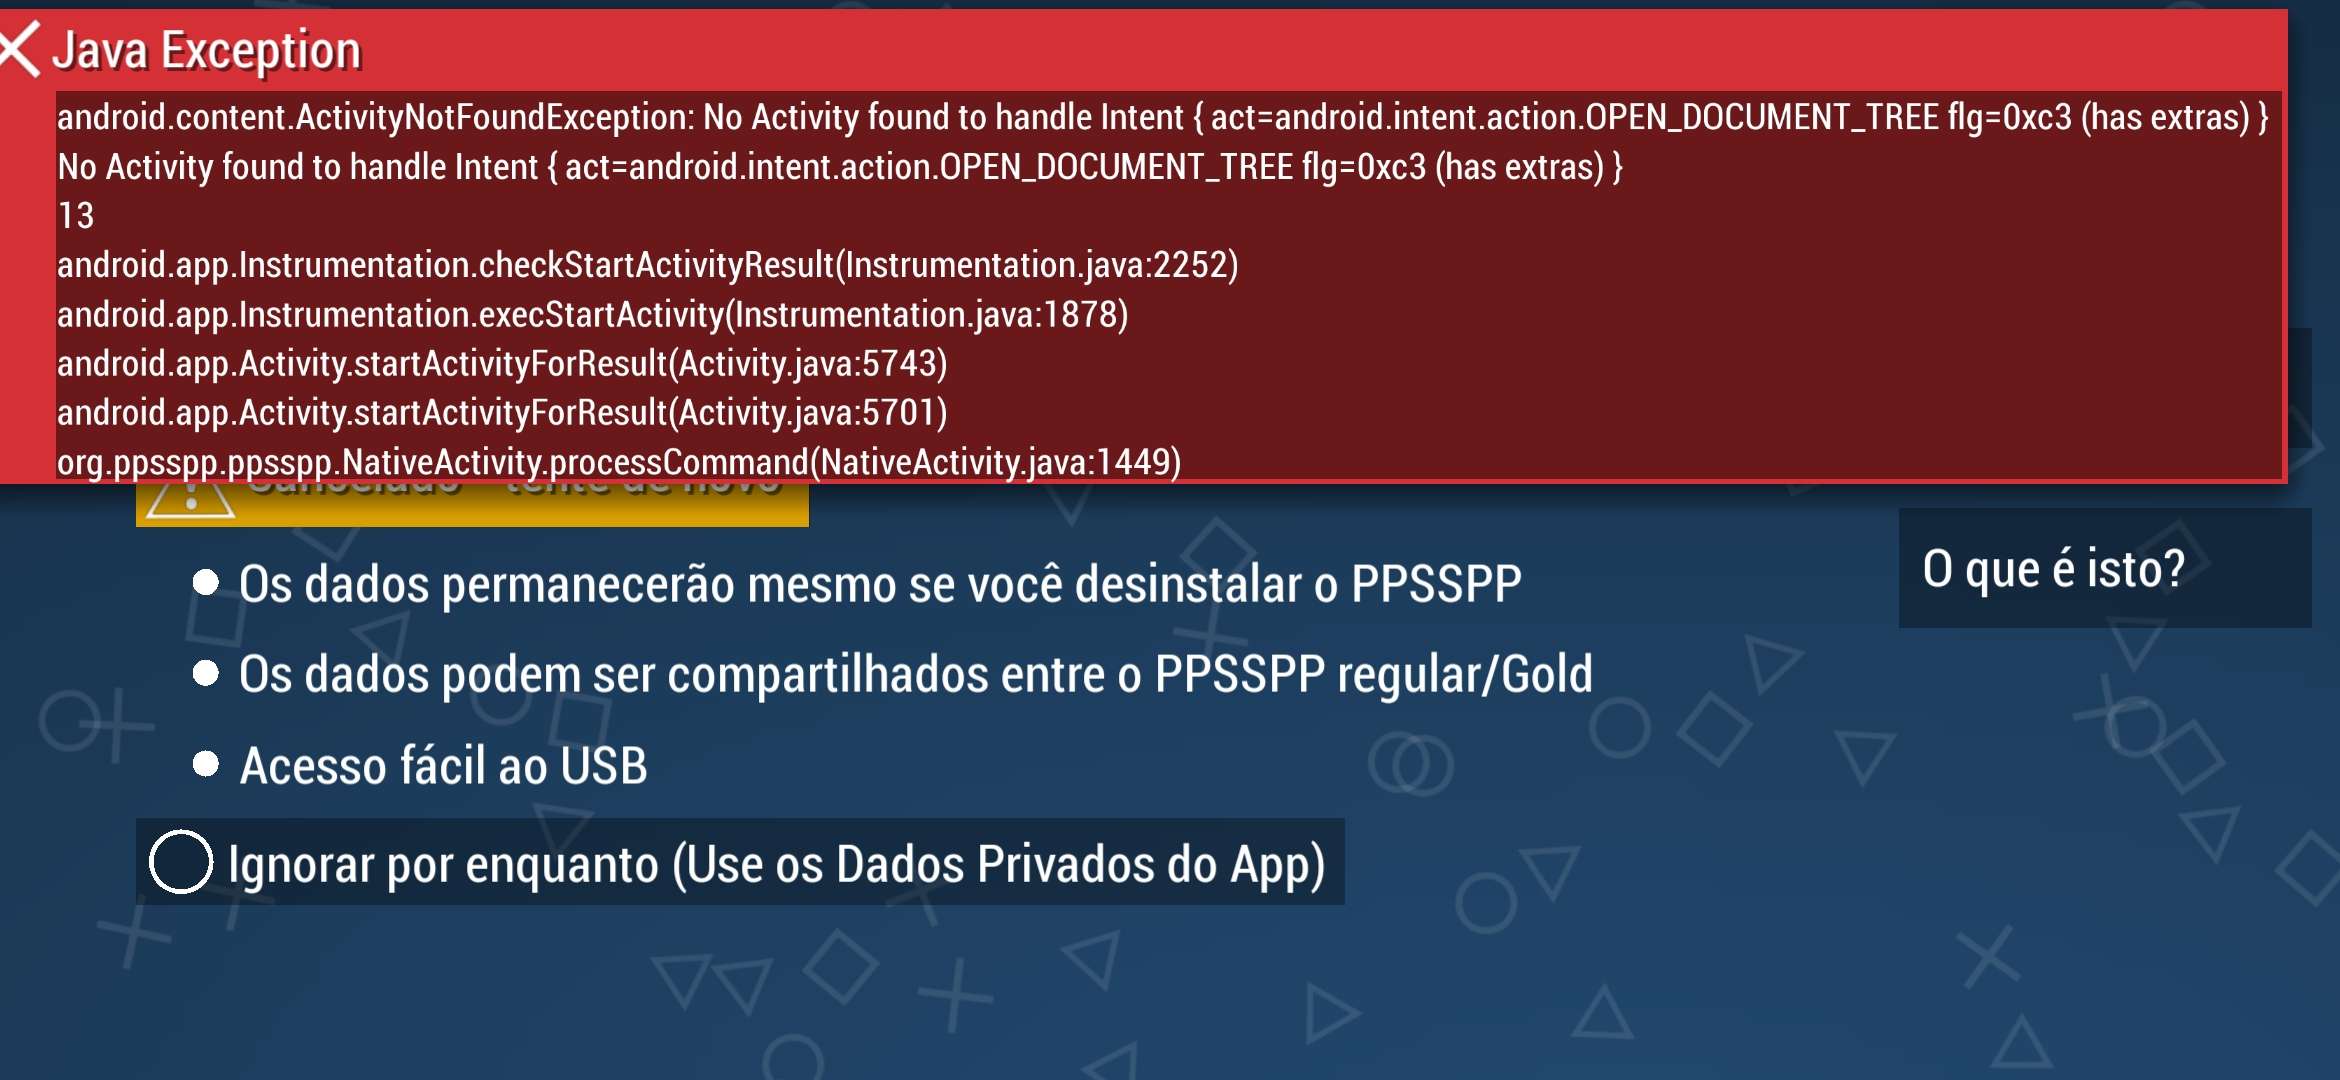 Java Exception
android.content.ActivityNotFoundException: No Activity found to handle Intent { act=android.intent.action.OPEN_DOCUMENT_TREE flg=0xc3 (has extras) }
No Activity found to handle Intent { act=android.intent.action.OPEN_DOCUMENT_TREE flg=0xc3 (has extras) }
13
android.app.Instrumentation.checkStartActivityResult(Instrumentation.java:2252)
android.app.Instrumentation.execStartActivity(Instrumentation.java:1878)
android.app.Activity.startActivityForResult(Activity.java:5743)
android.app.Activity.startActivityForResult(Activity.java:5701)
org.ppsspp.ppsspp.NativeActivity.processCommand(NativeActivity.java:1449)
Cancelado - tente de novo
O que é isto?
Os dados permanecerão mesmo se você desinstalar o PPSSPP
Os dados podem ser compartilhados entre o PPSSPP regular/Gold
Acesso fácil ao USB
Ignorar por enquanto (Use os Dados Privados do App)